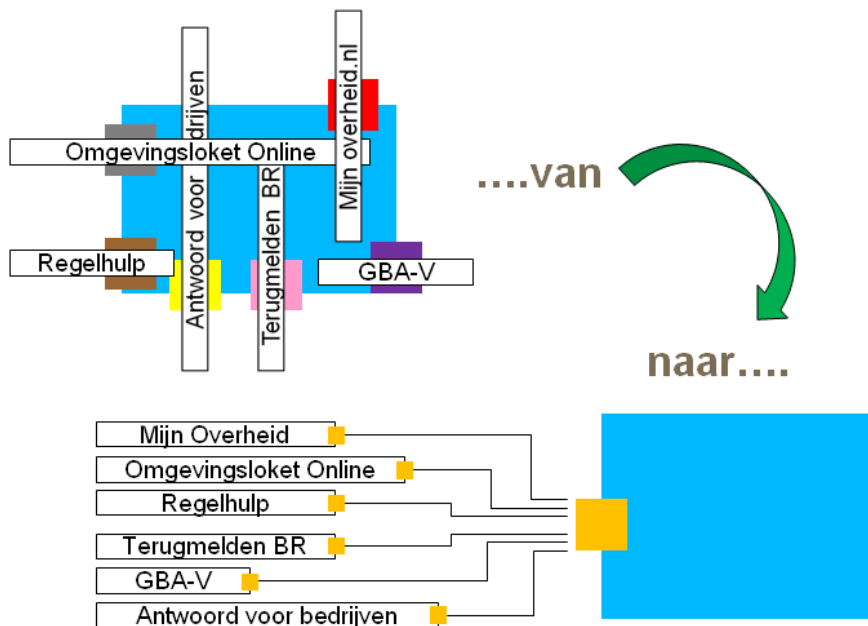 Mijn overheid.nl
Antwoord voor bedrijven
Omgevingsloket Online
Terugmelden BR
Regelhulp
GBA-V
....van
naar....
Mijn Overheid
Omgevingsloket Online
Regelhulp
Terugmelden BR
GBA-V
Antwoord voor bedrijven